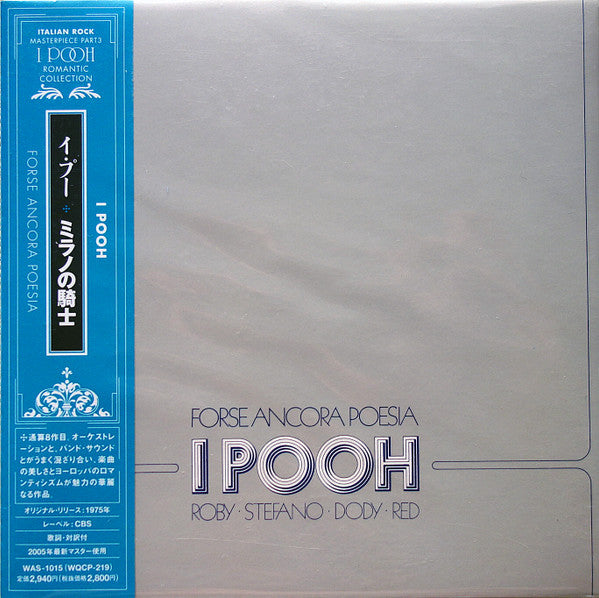 ITALIAN ROCK
MASTERPIECE PART3
I POOH
ROMANTIC
COLLECTION
イ・プー ✣ ミラノの騎士
I POOH
FORSE ANCORA POESIA
✣通算8作目。オーケストレ
ーションと、バンド・サウンド
とがうまく混ざり合い、楽曲
の美しさとヨーロッパのロマ
ンティシズムが魅力の華麗
なる作品。
オリジナル・リリース：1975年
レーベル：CBS
歌詞・対訳付
2005年最新マスター使用
WAS-1015 (WQCP-219)
定価2,940円(税抜価格2,800円)
FORSE ANCORA POESIA
I POOH
ROBY · STEFANO · DODY · RED